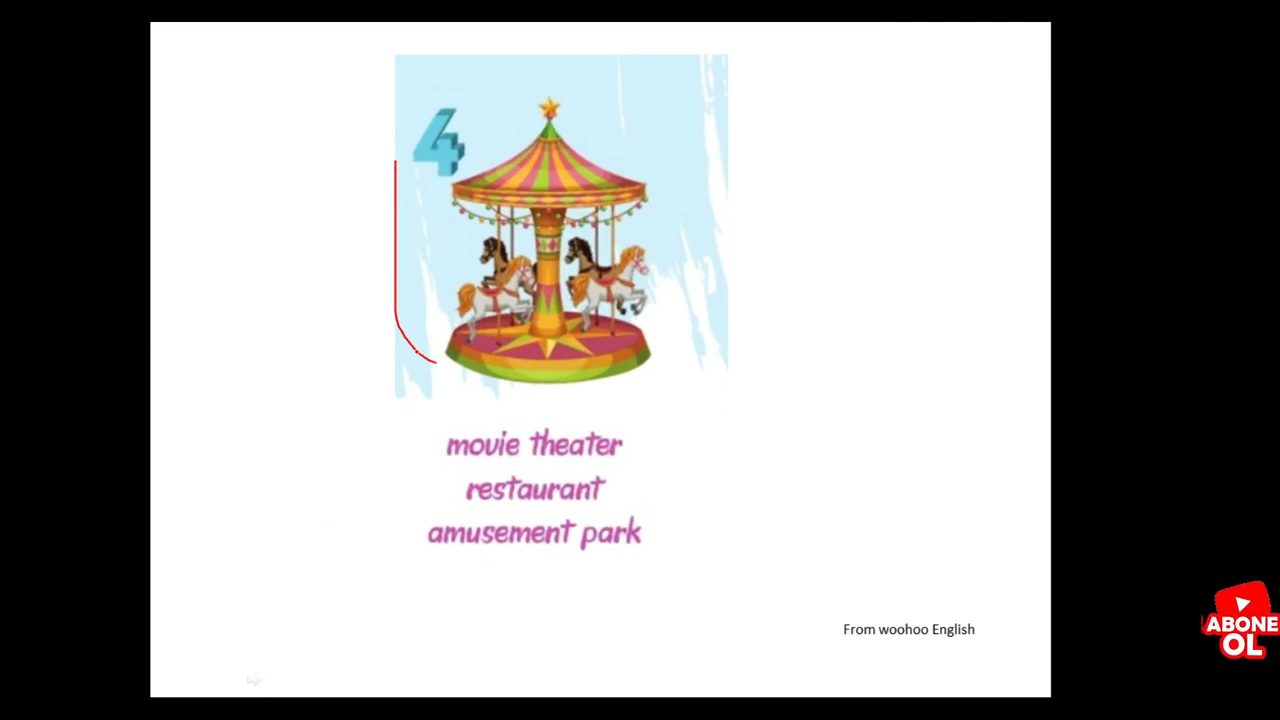 4
movie theater
restaurant
amusement park
From woohoo English
ABONE
OL